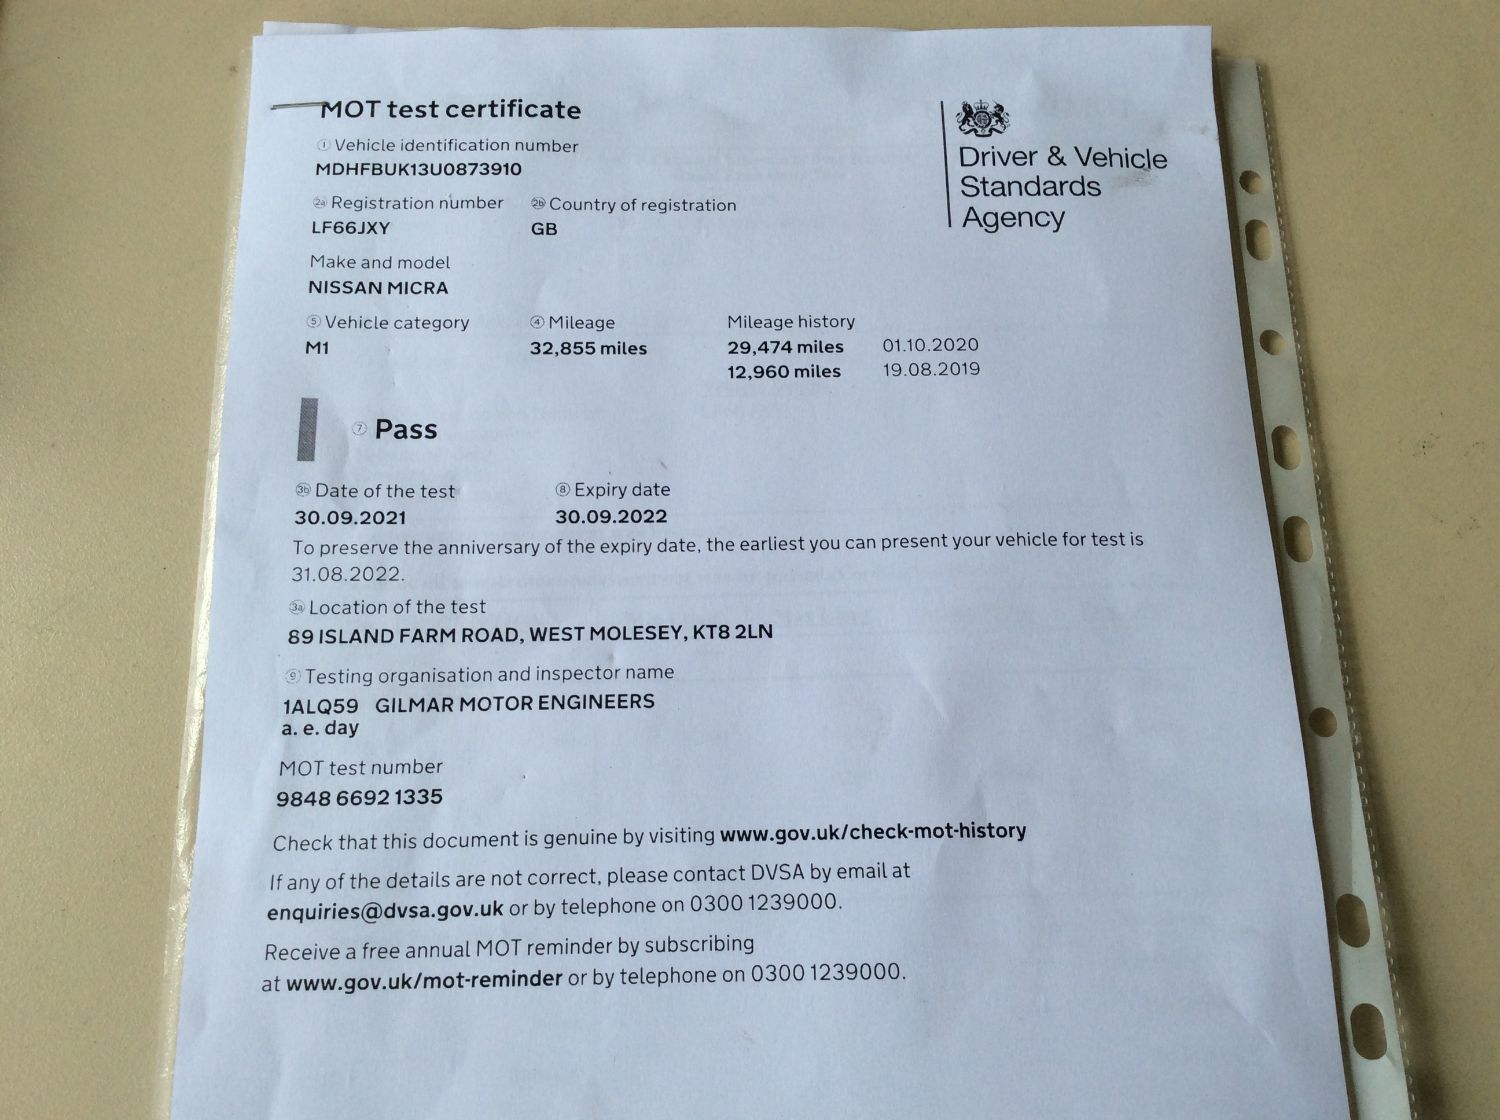 MOT test certificate
① Vehicle identification number
MDHFBUK13U0873910
2a Registration number 2b Country of registration
LF66JXY GB
Make and model
NISSAN MICRA
⑤ Vehicle category ④ Mileage Mileage history
M1 32,855 miles 29,474 miles 01.10.2020
12,960 miles 19.08.2019
⑦ Pass
3b Date of the test ⑧ Expiry date
30.09.2021 30.09.2022
To preserve the anniversary of the expiry date, the earliest you can present your vehicle for test is
31.08.2022.
3a Location of the test
89 ISLAND FARM ROAD, WEST MOLESEY, KT8 2LN
⑨ Testing organisation and inspector name
1ALQ59 GILMAR MOTOR ENGINEERS
a. e. day
MOT test number
9848 6692 1335
Check that this document is genuine by visiting www.gov.uk/check-mot-history
If any of the details are not correct, please contact DVSA by email at
enquiries@dvsa.gov.uk or by telephone on 0300 1239000.
Receive a free annual MOT reminder by subscribing
at www.gov.uk/mot-reminder or by telephone on 0300 1239000.
Driver & Vehicle
Standards
Agency